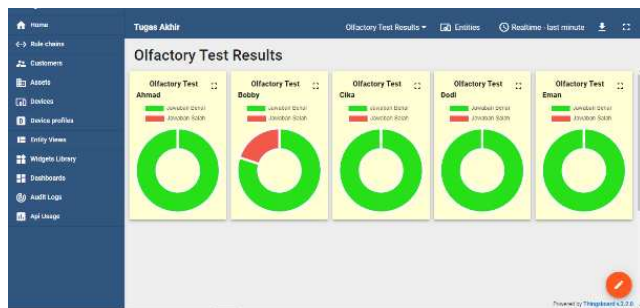 Home
Tugas Akhir
Olfactory Test Results
Entities
Realtime - last minute
Rule chains
Customers
Assets
Devices
Device profiles
Entity Views
Widgets Library
Dashboards
Audit Logs
Api Usage
Olfactory Test Results
Olfactory Test
Ahmad
Jawaban Benar
Jawaban Salah
Olfactory Test
Bobby
Jawaban Benar
Jawaban Salah
Olfactory Test
Cika
Jawaban Benar
Jawaban Salah
Olfactory Test
Dodi
Jawaban Benar
Jawaban Salah
Olfactory Test
Eman
Jawaban Benar
Jawaban Salah
Powered by Thingsboard v.3.2.0